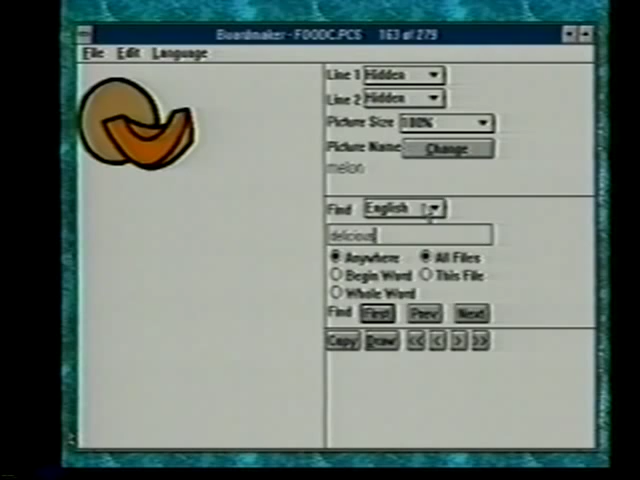 Boardmaker - FOODC.PCS 163 of 279
File Edit Language
Line 1 Hidden
Line 2 Hidden
Picture Size 100%
Picture Name Change
melon
Find English
delicious
Anywhere All Files
Begin Word This File
Whole Word
Find First Prev Next
Copy Draw << < > >>